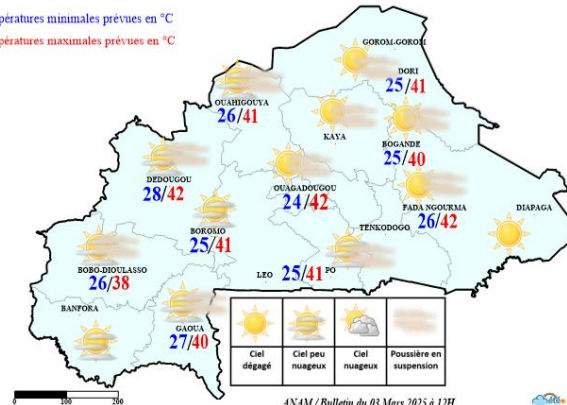 pératures minimales prévues en °C
pératures maximales prévues en °C
GOROM-GOROM
DORI
25/41
OUAHIGOUYA
26/41
KAYA
BOGANDE
25/40
DEDOUGOU
28/42
OUAGADOUGOU
24/42
FADA NGOURMA
26/42
DIAPAGA
BOROMO
25/41
TENKODOGO
BOBO-DIOULASSO
26/38
LEO 25/41 PO
BANFORA
GAOUA
27/40
Ciel dégagé
Ciel peu nuageux
Ciel nuageux
Poussière en suspension
0 100 200
ANAM / Bulletin du 03 Mars 2025 à 12H